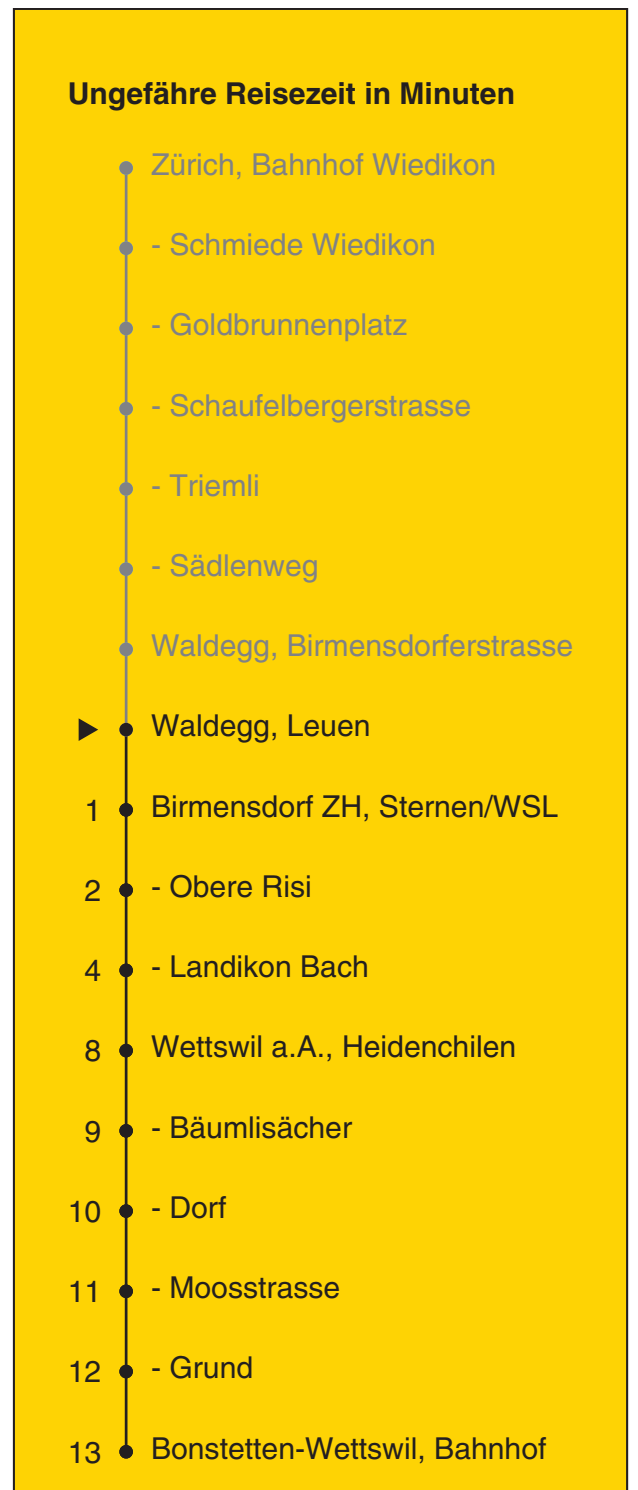 Ungefähre Reisezeit in Minuten
Zürich, Bahnhof Wiedikon
- Schmiede Wiedikon
- Goldbrunnenplatz
- Schaufelbergerstrasse
- Triemli
- Sädlenweg
Waldegg, Birmensdorferstrasse
Waldegg, Leuen
1 Birmensdorf ZH, Sternen/WSL
2 - Obere Risi
4 - Landikon Bach
8 Wettswil a.A., Heidenchilen
9 - Bäumlisächer
10 - Dorf
11 - Moosstrasse
12 - Grund
13 Bonstetten-Wettswil, Bahnhof